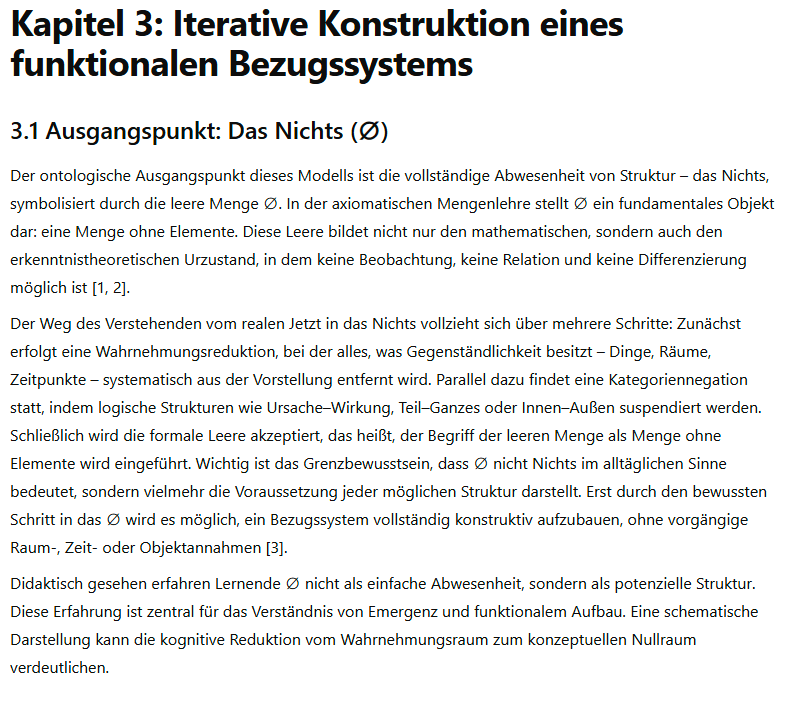 Kapitel 3: Iterative Konstruktion eines
funktionalen Bezugssystems
3.1 Ausgangspunkt: Das Nichts (∅)
Der ontologische Ausgangspunkt dieses Modells ist die vollständige Abwesenheit von Struktur – das Nichts,
symbolisiert durch die leere Menge ∅. In der axiomatischen Mengenlehre stellt ∅ ein fundamentales Objekt
dar: eine Menge ohne Elemente. Diese Leere bildet nicht nur den mathematischen, sondern auch den
erkenntnistheoretischen Urzustand, in dem keine Beobachtung, keine Relation und keine Differenzierung
möglich ist [1, 2].
Der Weg des Verstehenden vom realen Jetzt in das Nichts vollzieht sich über mehrere Schritte: Zunächst
erfolgt eine Wahrnehmungsreduktion, bei der alles, was Gegenständlichkeit besitzt – Dinge, Räume,
Zeitpunkte – systematisch aus der Vorstellung entfernt wird. Parallel dazu findet eine Kategoriennegation
statt, indem logische Strukturen wie Ursache–Wirkung, Teil–Ganzes oder Innen–Außen suspendiert werden.
Schließlich wird die formale Leere akzeptiert, das heißt, der Begriff der leeren Menge als Menge ohne
Elemente wird eingeführt. Wichtig ist das Grenzbewusstsein, dass ∅ nicht Nichts im alltäglichen Sinne
bedeutet, sondern vielmehr die Voraussetzung jeder möglichen Struktur darstellt. Erst durch den bewussten
Schritt in das ∅ wird es möglich, ein Bezugssystem vollständig konstruktiv aufzubauen, ohne vorgängige
Raum-, Zeit- oder Objektannahmen [3].
Didaktisch gesehen erfahren Lernende ∅ nicht als einfache Abwesenheit, sondern als potenzielle Struktur.
Diese Erfahrung ist zentral für das Verständnis von Emergenz und funktionalem Aufbau. Eine schematische
Darstellung kann die kognitive Reduktion vom Wahrnehmungsraum zum konzeptuellen Nullraum
verdeutlichen.